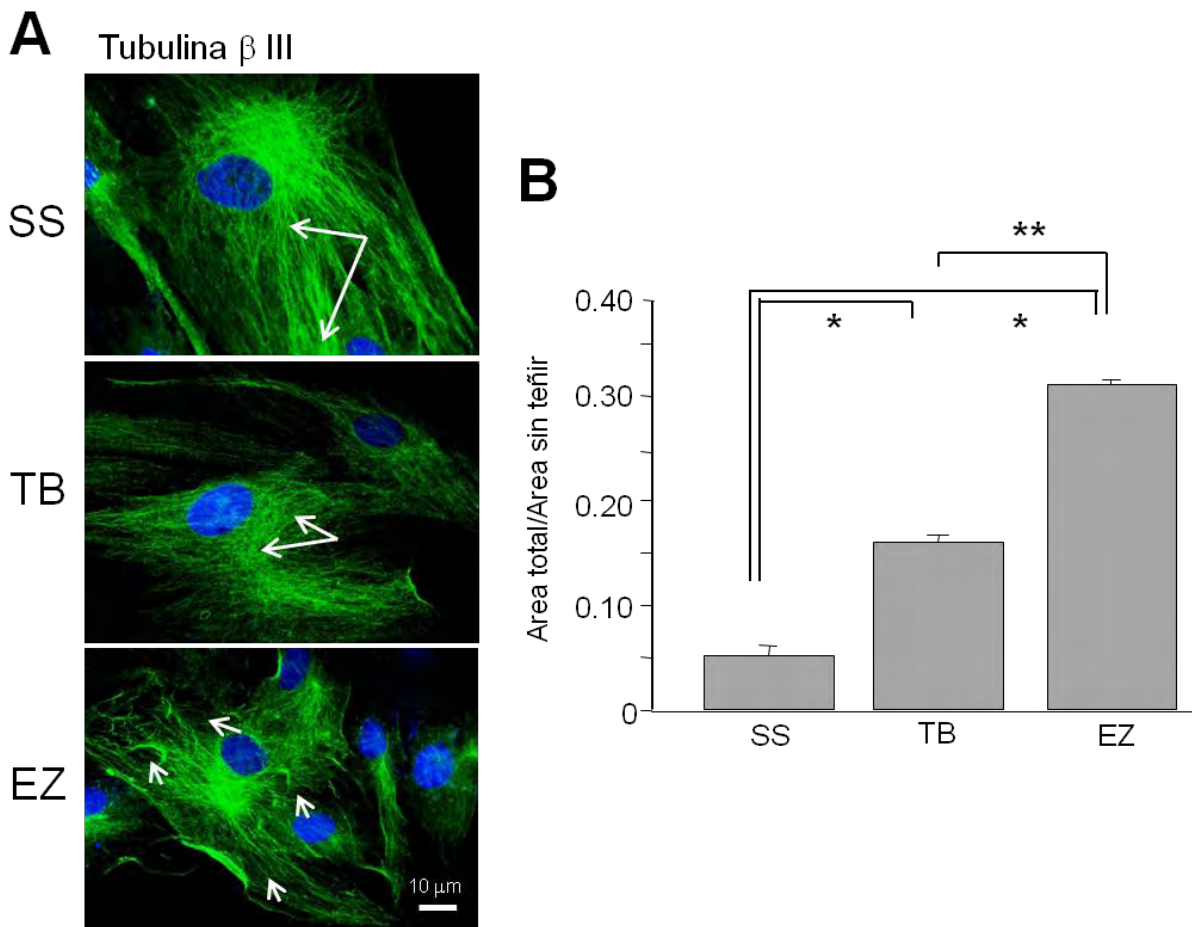 A
Tubulina β III
SS
TB
EZ
10 μm
B
**
*
*
0.40
0.30
0.20
0.10
0
Area total/Area sin teñir
SS
TB
EZ